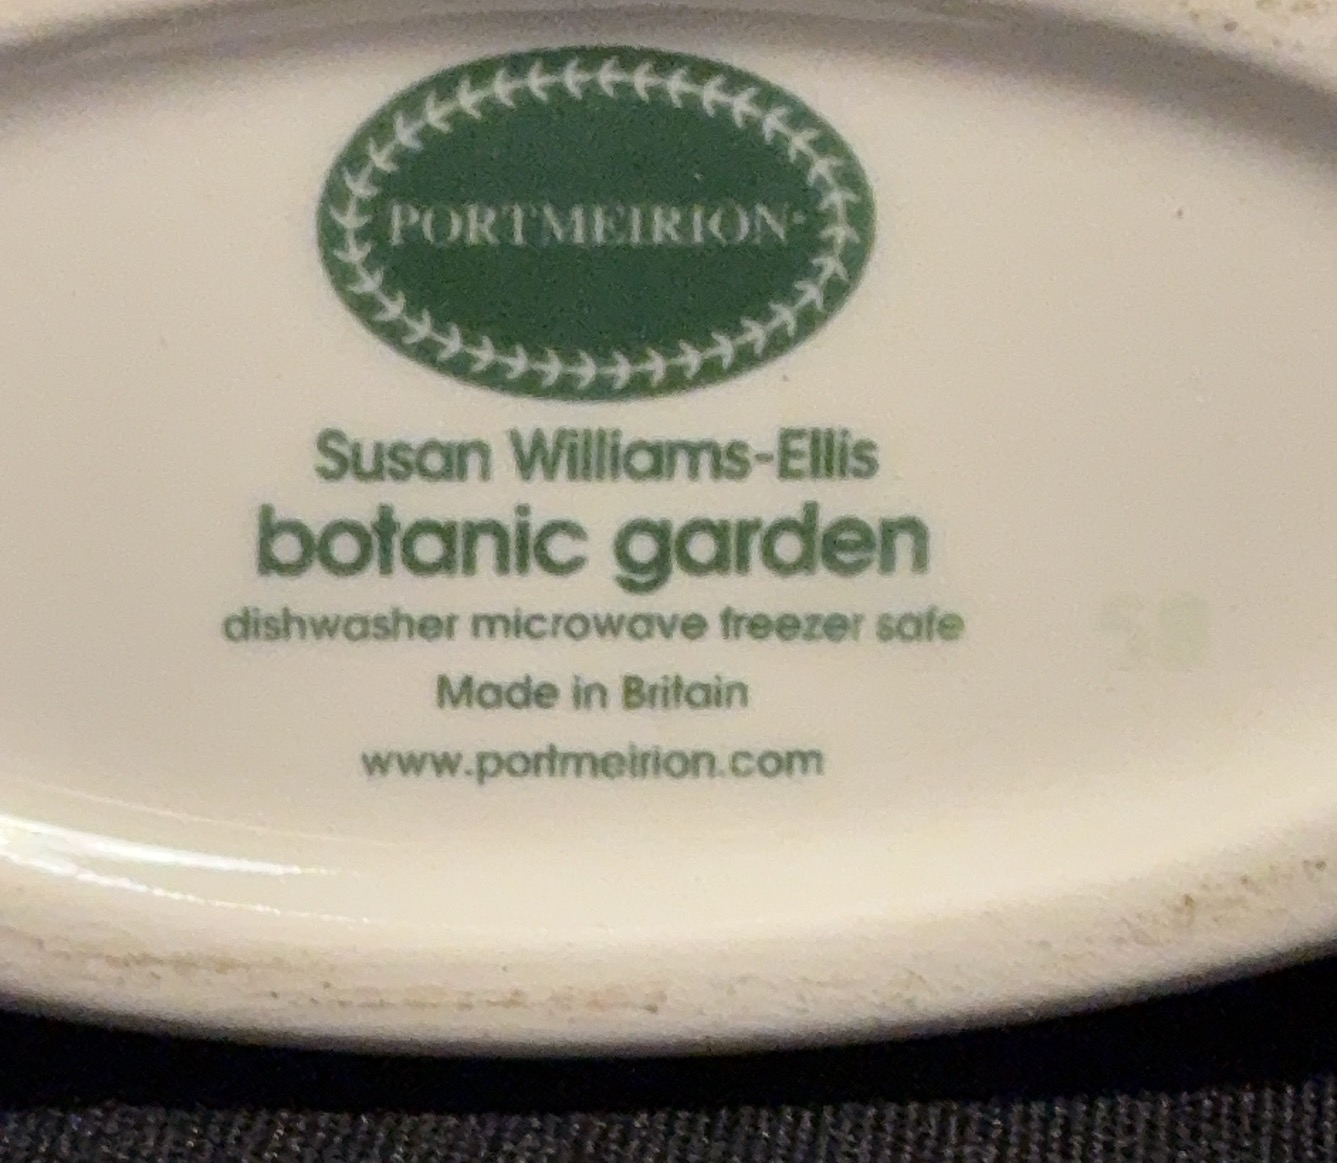 PORTMEIRION®
Susan Williams-Ellis
botanic garden
dishwasher microwave freezer safe
Made in Britain
www.portmeirion.com